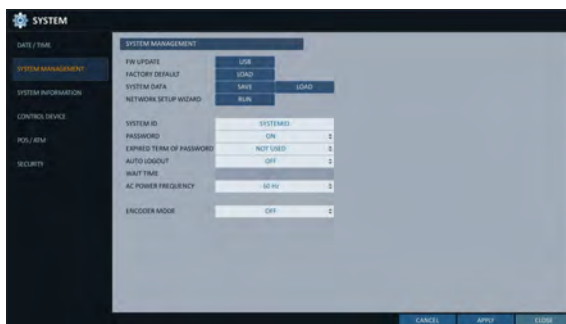 SYSTEM
DATE / TIME
SYSTEM MANAGEMENT
SYSTEM INFORMATION
CONTROL DEVICE
POS / ATM
SECURITY
SYSTEM MANAGEMENT
FW UPDATE USB
FACTORY DEFAULT LOAD
SYSTEM DATA SAVE LOAD
NETWORK SETUP WIZARD RUN
SYSTEM ID SYSTEMID
PASSWORD ON
EXPIRED TERM OF PASSWORD NOT USED
AUTO LOGOUT OFF
WAIT TIME
AC POWER FREQUENCY 60 Hz
ENCODER MODE OFF
CANCEL APPLY CLOSE